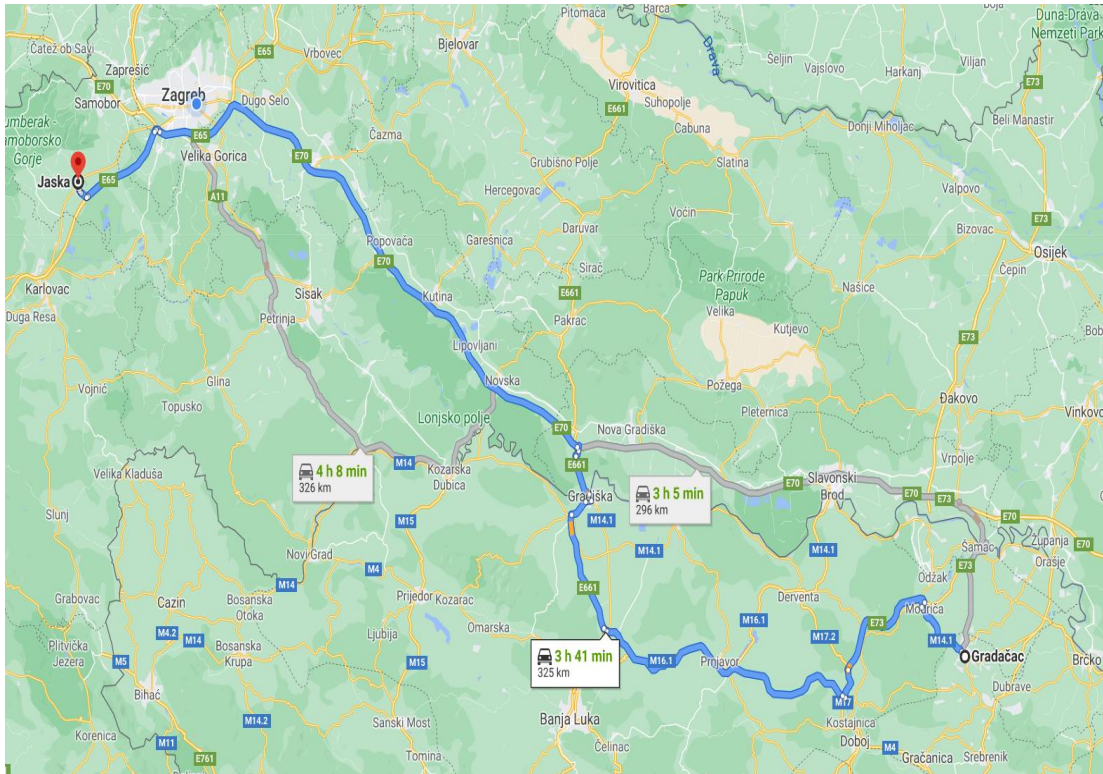 Pitomača
Barca
Duna-Drava
Nemzeti Park
Čatež ob Savi
E65
Vrbovec
Bjelovar
Drava
Šeljin
Vajslovo
Harkanj
Viljan
Zaprešić
E70
Samobor
Zagreb
Dugo Selo
Virovitica
Suhopolje
E661
E73
Beli Manastir
Čazma
Cabuna
Donji Miholjac
E65
Velika Gorica
E70
Grubišno Polje
Slatina
Samoborsko
Gorje
Jaska
E65
A11
Hercegovac
Valpovo
Voćin
Bizovac
E73
Daruvar
Garešnica
Popovača
E70
Sirač
Osijek
Čepin
Karlovac
Duga Resa
Sisak
Kutina
E661
Park Prirode
Papuk
Velika
Našice
Petrinja
Pakrac
Kutjevo
E73
Lipovljani
Vojnić
Glina
Topusko
Novska
Požega
Đakovo
Vinkovc
Lonjsko polje
E70
Nova Gradiška
Pleternica
Velika Kladuša
4 h 8 min
326 km
M14
Kozarska
Dubica
E661
Gradiška
3 h 5 min
296 km
E70
Slavonski
Brod
E70
Vrpolje
E73
E70
Slunj
M15
M14.1
M14.1
M14.1
Županja
E70
Novi Grad
M14
M4
Šamac
E73
Orašje
Odžak
Grabovac
Cazin
Bosanska
Otoka
Prijedor
Kozarac
E661
Derventa
Modriča
M4.2
M14
Ljubija
Omarska
M16.1
M17.2
E73
M14.1
Plitvička
Jezera
M5
Bosanska
Krupa
M15
3 h 41 min
325 km
M16.1
Prnjavor
Gradačac
Brčko
Bihać
M17
Dubrave
M14.2
Sanski Most
Banja Luka
Kostajnica
Doboj
Korenica
M11
E761
Tomina
Čelinac
M4
Gračanica
Srebrenik